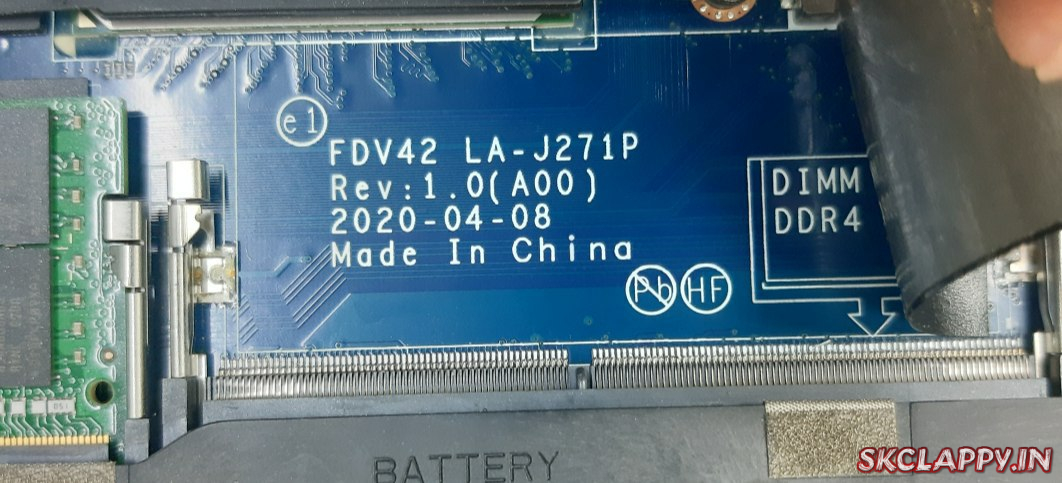 e1
FDV42 LA-J271P
Rev:1.0(A00)
2020-04-08
Made In China
DIMM
DDR4
Pb HF
BATTERY
SKCLAPPY.IN